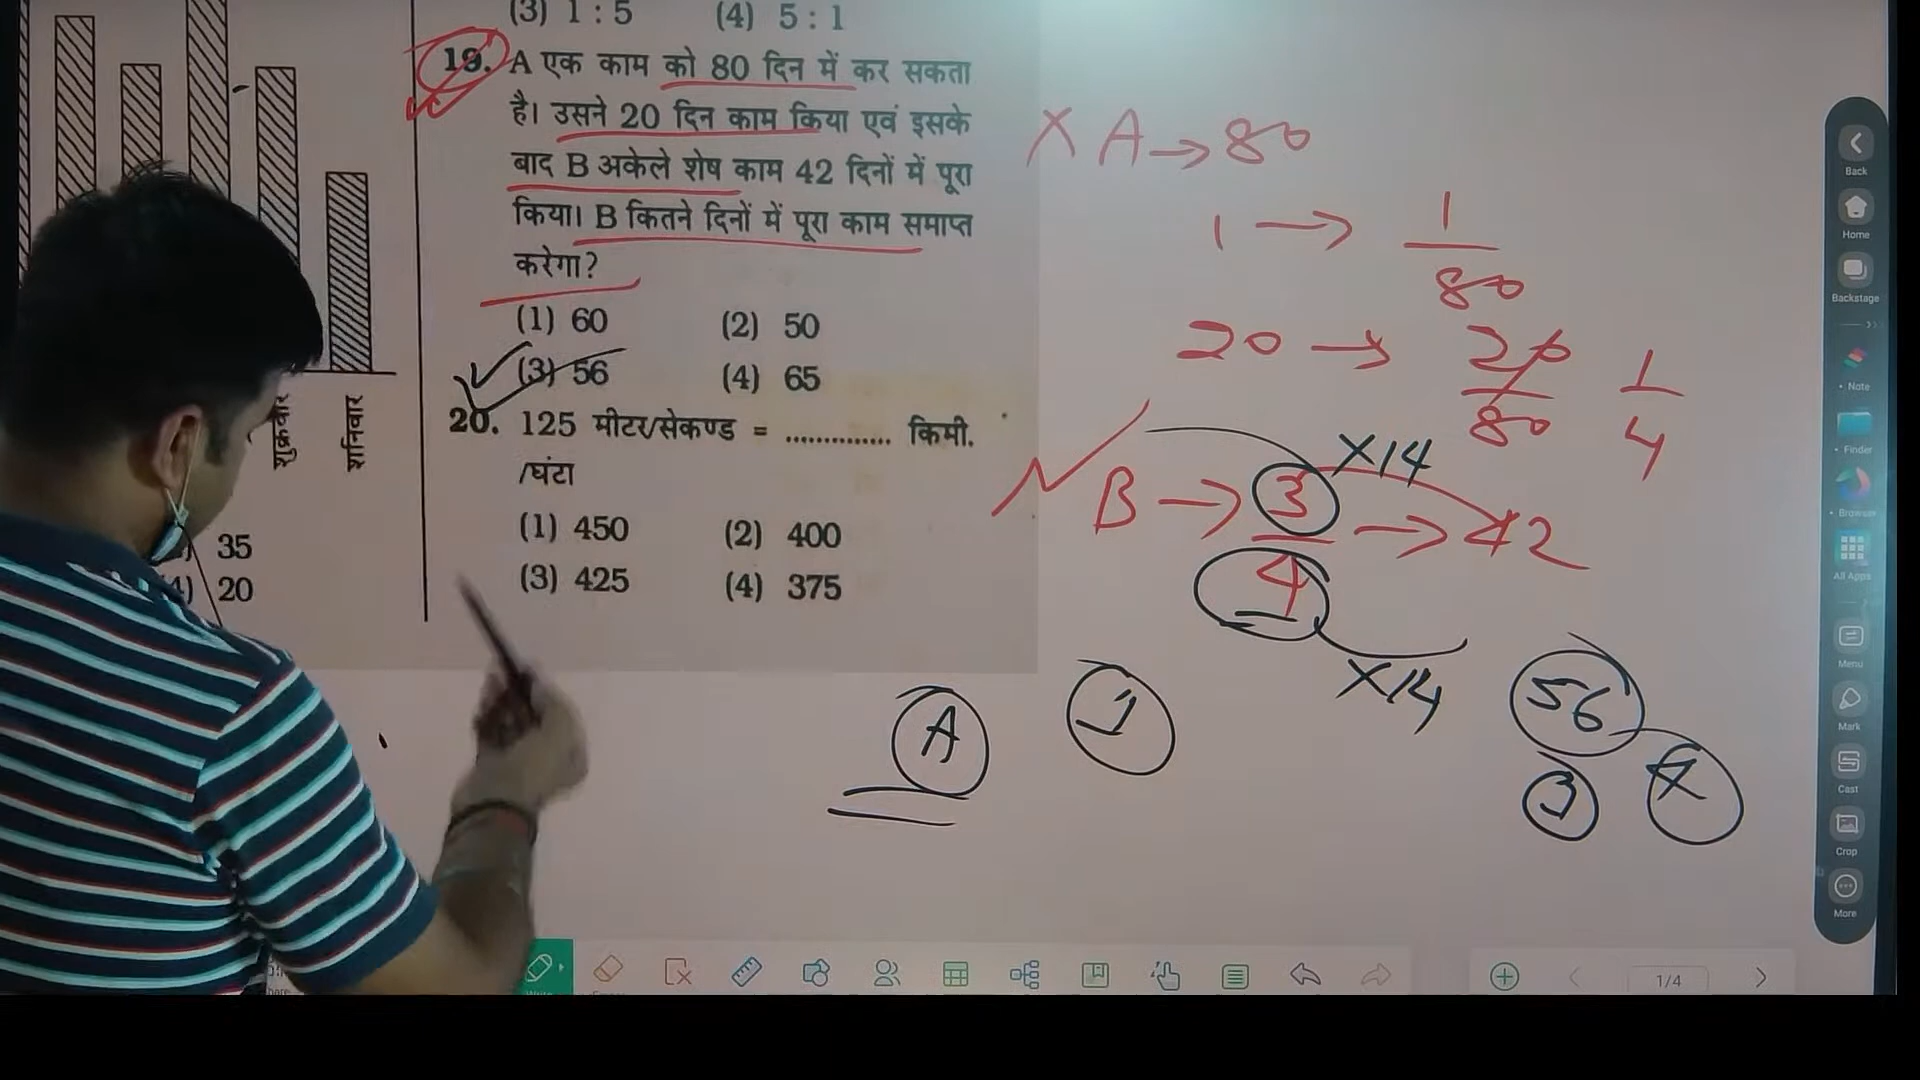 (3) 1 : 5 (4) 5 : 1
19. A एक काम को 80 दिन में कर सकता
है। उसने 20 दिन काम किया एवं इसके
बाद B अकेले शेष काम 42 दिनों में पूरा
किया। B कितने दिनों में पूरा काम समाप्त
करेगा?
(1) 60 (2) 50
(3) 56 (4) 65
20. 125 मीटर/सेकण्ड = .............. किमी.
/घंटा
(1) 450 (2) 400
(3) 425 (4) 375
शुक्रवार
शनिवार
35
20
X A → 80
1 → 1/80
20 → 20/80 1/4
B → 3/4 → 42
X14
X14
56
A
1
3
4
Back
Home
Backstage
Note
Finder
Browser
All Apps
Menu
Mark
Cast
Crop
More
1/4